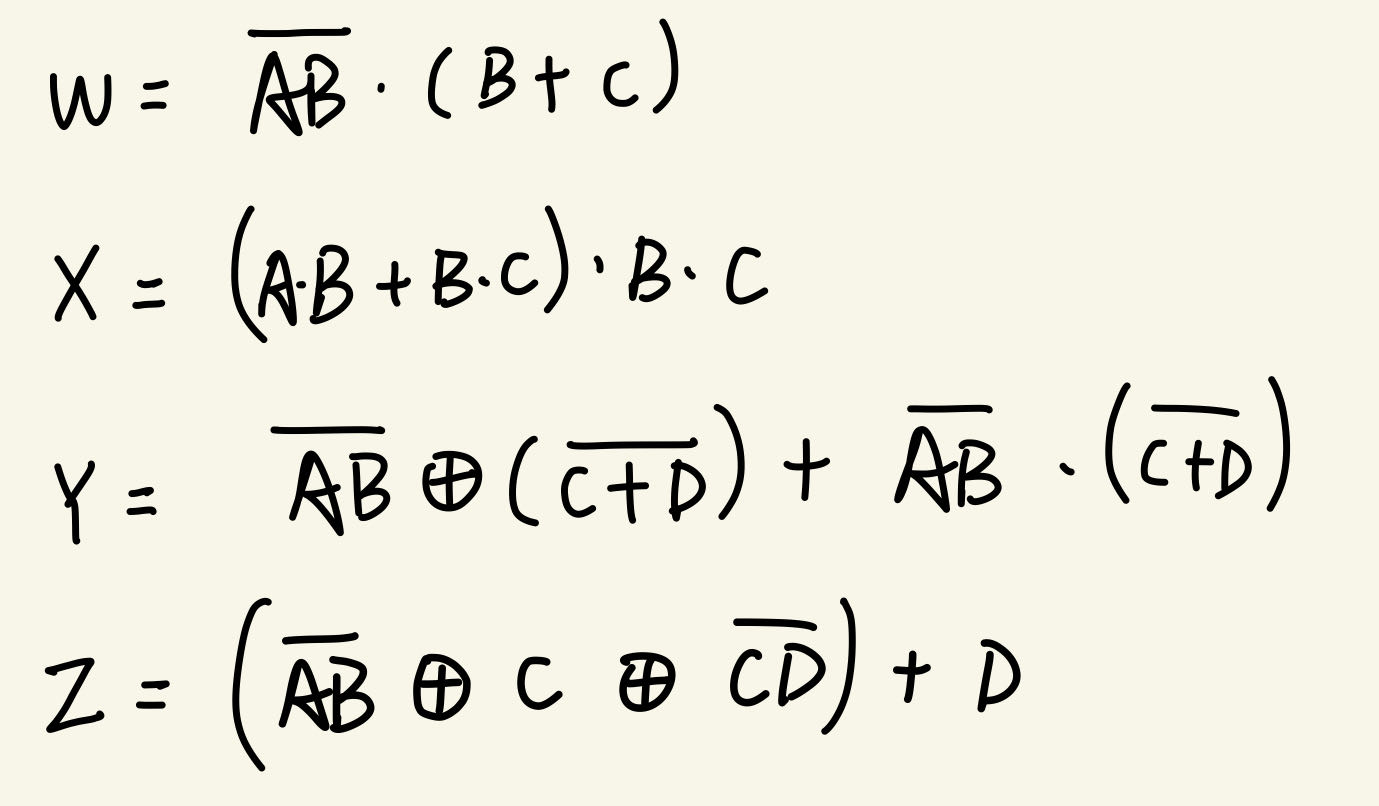 W = \overline{AB} · (B + C)
X = (A·B + B·C) · B · C
Y = \overline{AB} ⊕ (\overline{C+D}) + \overline{AB} · (\overline{C+D})
Z = (\overline{AB} ⊕ C ⊕ \overline{CD}) + D